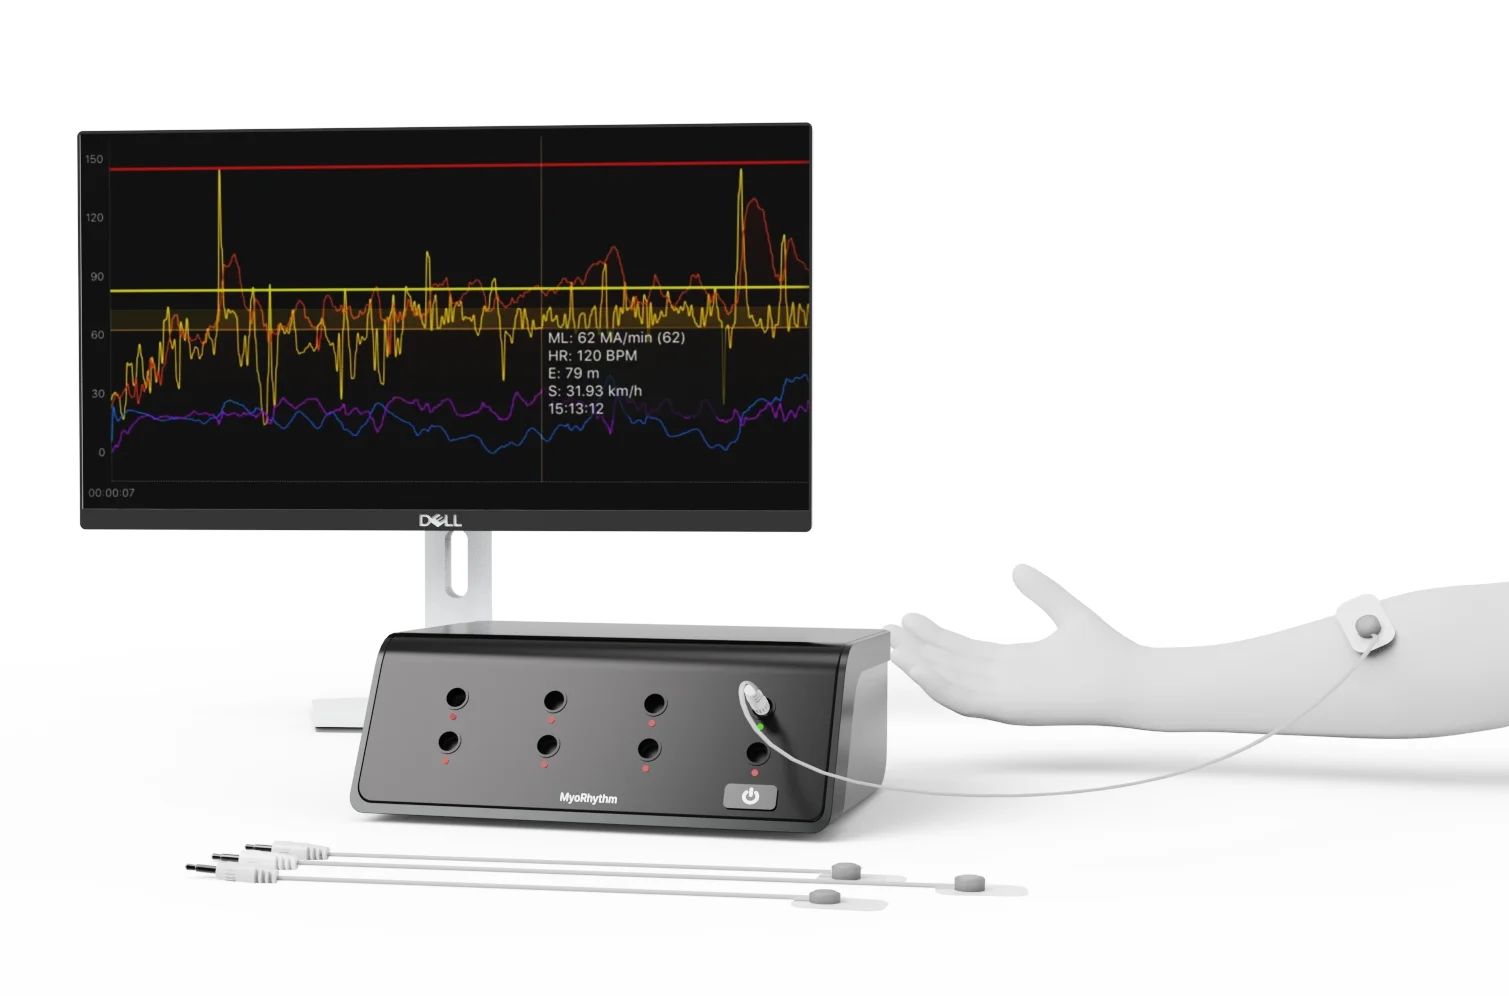 150
120
90
60
30
0
ML: 62 MA/min (62)
HR: 120 BPM
E: 79 m
S: 31.93 km/h
15:13:12
00:00:07
DELL
MyoRhythm